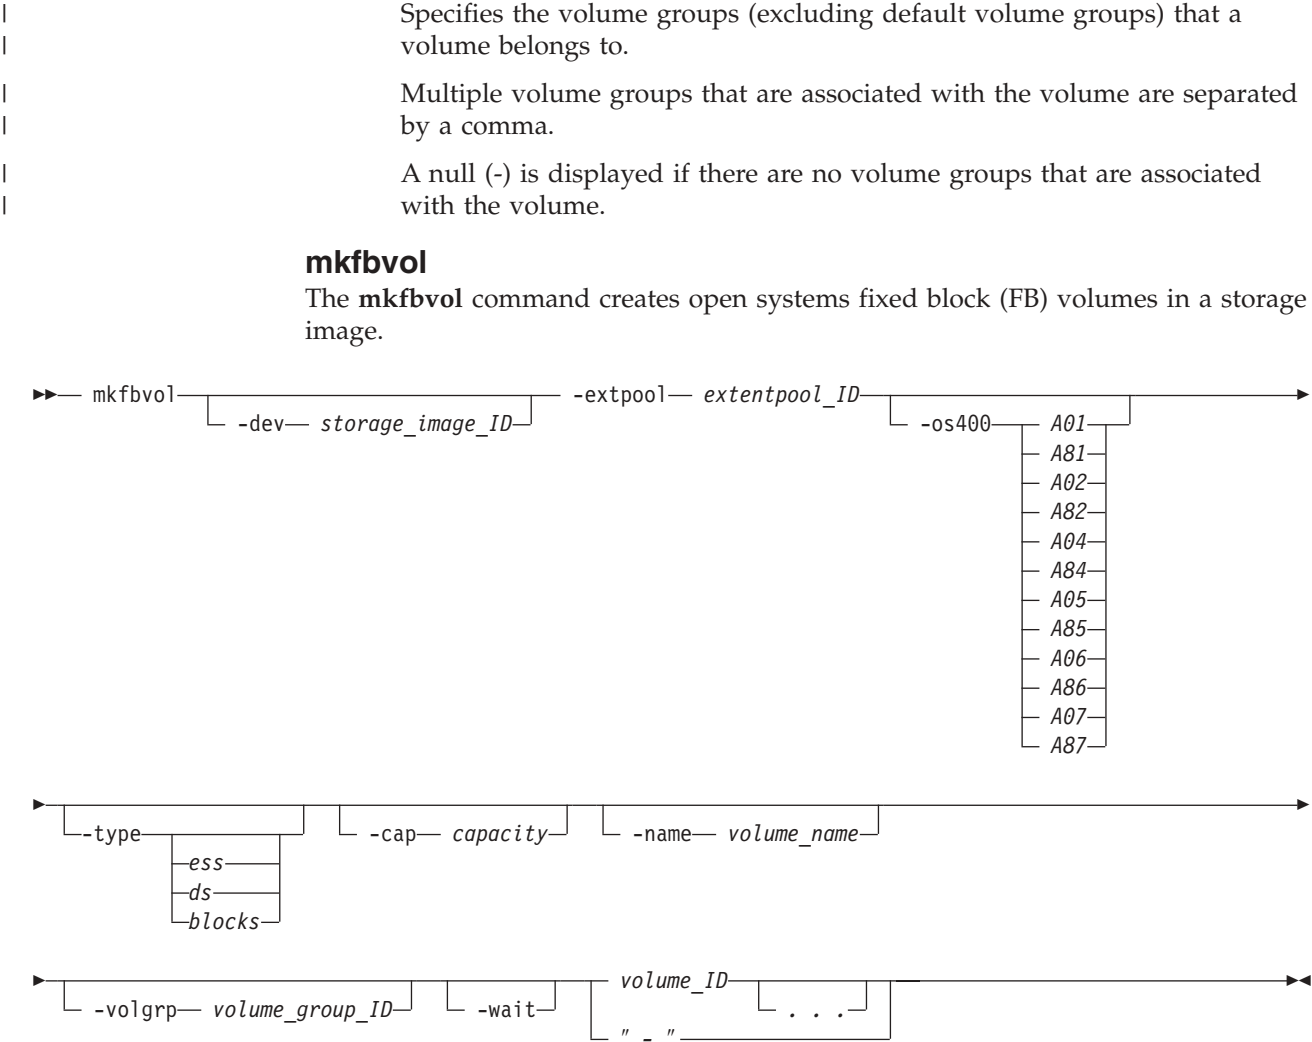 | Specifies the volume groups (excluding default volume groups) that a
| volume belongs to.
| Multiple volume groups that are associated with the volume are separated
| by a comma.
| A null (-) is displayed if there are no volume groups that are associated
| with the volume.
mkfbvol
The mkfbvol command creates open systems fixed block (FB) volumes in a storage
image.
mkfbvol -extpool extentpool_ID
-dev storage_image_ID -os400 A01
A81
A02
A82
A04
A84
A05
A85
A06
A86
A07
A87
-type -cap capacity -name volume_name
ess
ds
blocks
volume_ID
-volgrp volume_group_ID -wait . . .
" - "